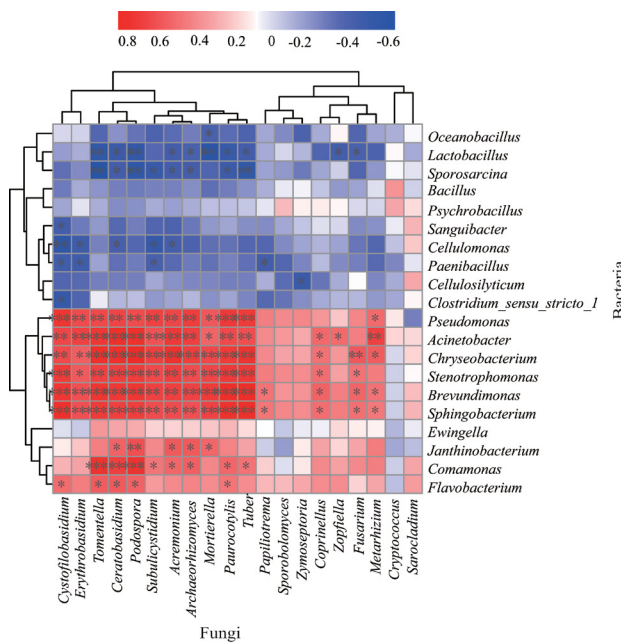 0.8 0.6 0.4 0.2 0 -0.2 -0.4 -0.6
Oceanobacillus
Lactobacillus
Sporosarcina
Bacillus
Psychrobacillus
Sanguibacter
Cellulomonas
Paenibacillus
Cellulosilyticum
Clostridium_sensu_stricto_1
Pseudomonas
Acinetobacter
Chryseobacterium
Stenotrophomonas
Brevundimonas
Sphingobacterium
Ewingella
Janthinobacterium
Comamonas
Flavobacterium
Bacteria
Cystofilobasidium
Erythrobasidium
Tomentella
Ceratobasidium
Podospora
Subulicystidium
Acremonium
Archaeorhizomyces
Mortierella
Paurocotylis
Tuber
Papiliotrema
Sporobolomyces
Zymoseptoria
Coprinellus
Zopfiella
Fusarium
Metarhizium
Cryptococcus
Sarocladium
Fungi